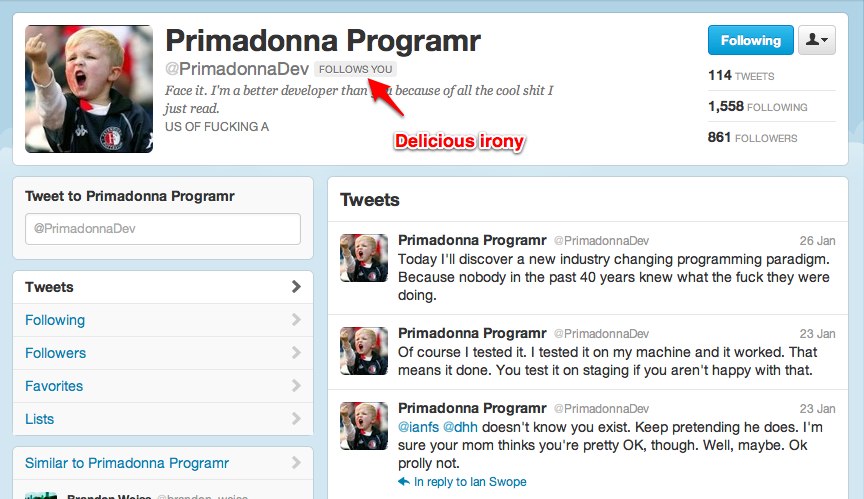 Primadonna Programr
@PrimadonnaDev FOLLOWS YOU
Face it. I'm a better developer than you because of all the cool shit I
just read.
US OF FUCKING A
Delicious irony
Following
114 TWEETS
1,558 FOLLOWING
861 FOLLOWERS
Tweet to Primadonna Programr
@PrimadonnaDev
Tweets
Following
Followers
Favorites
Lists
Similar to Primadonna Programr
Brandon Weiss @brandon_weiss
Tweets
Primadonna Programr @PrimadonnaDev 26 Jan
Today I'll discover a new industry changing programming paradigm.
Because nobody in the past 40 years knew what the fuck they were
doing.
Primadonna Programr @PrimadonnaDev 23 Jan
Of course I tested it. I tested it on my machine and it worked. That
means it done. You test it on staging if you aren't happy with that.
Primadonna Programr @PrimadonnaDev 23 Jan
@ianfs @dhh doesn't know you exist. Keep pretending he does. I'm
sure your mom thinks you're pretty OK, though. Well, maybe. Ok
prolly not.
In reply to Ian Swope